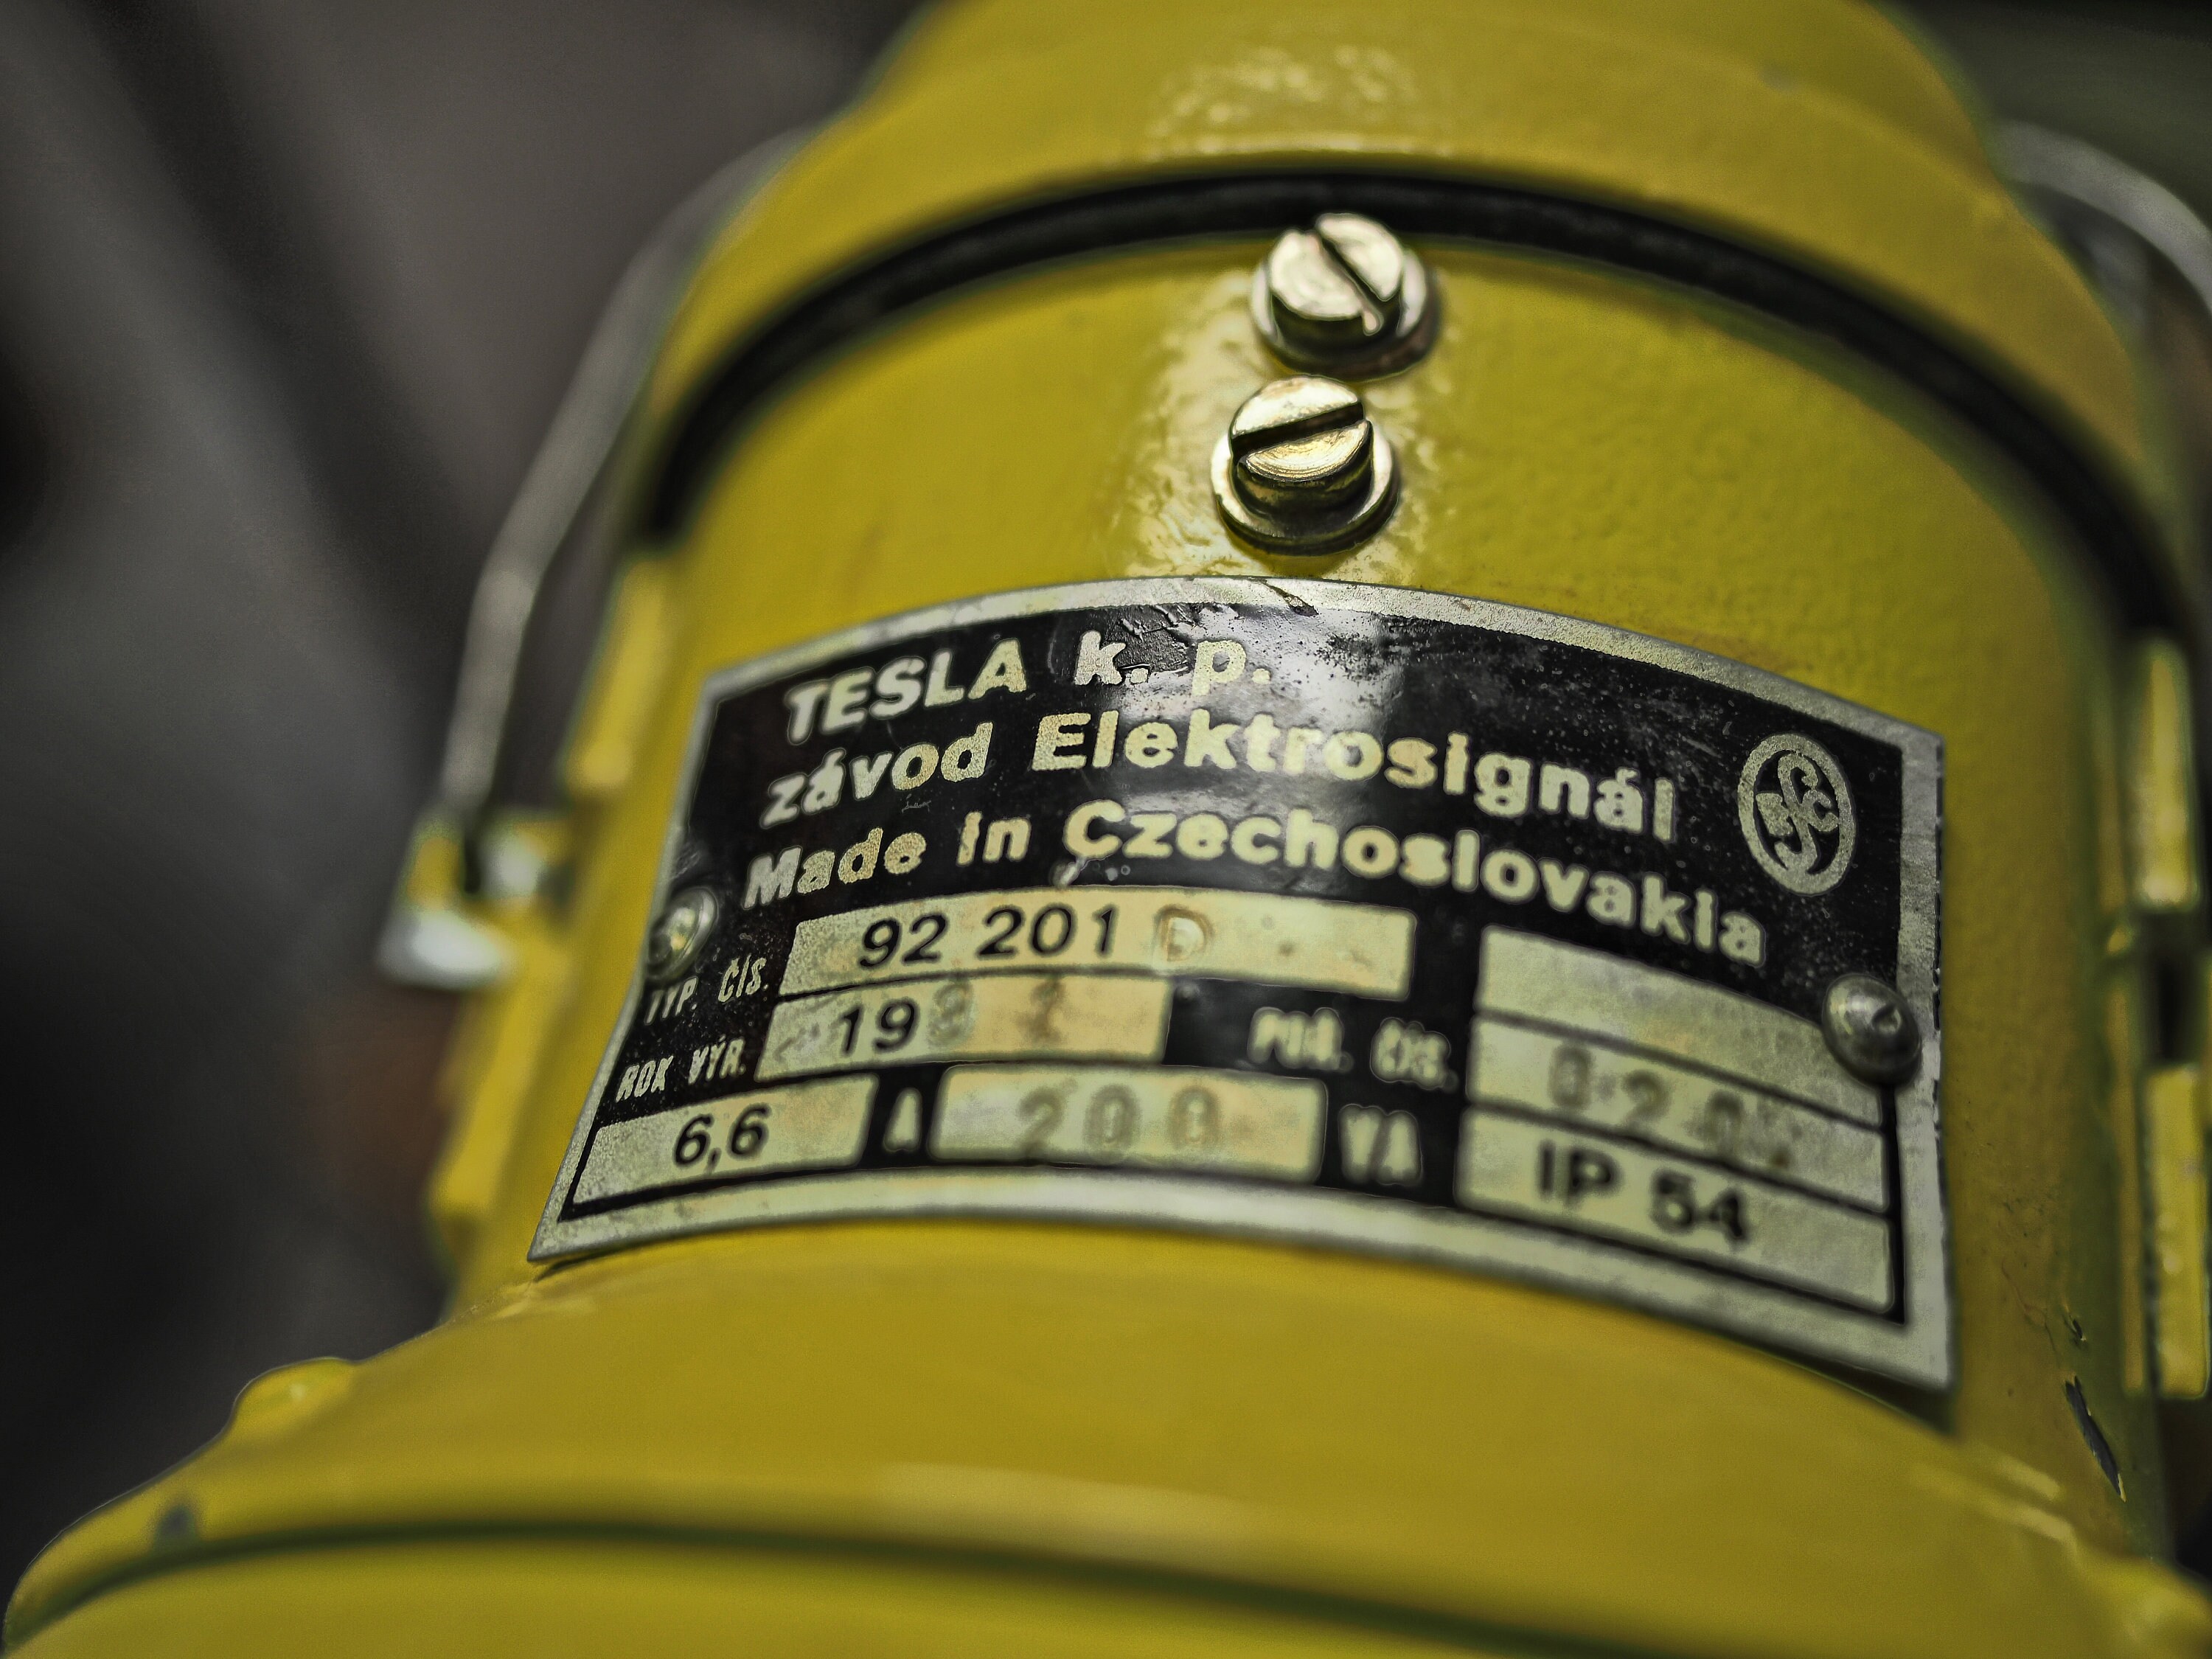 TESLA k. p.
závod Elektrosignál
Made in Czechoslovakia
TYP. ČÍS. 92 201 D
ROK VÝR. 19 POŘ. ČÍS.
6,6 A 200 VA IP 54